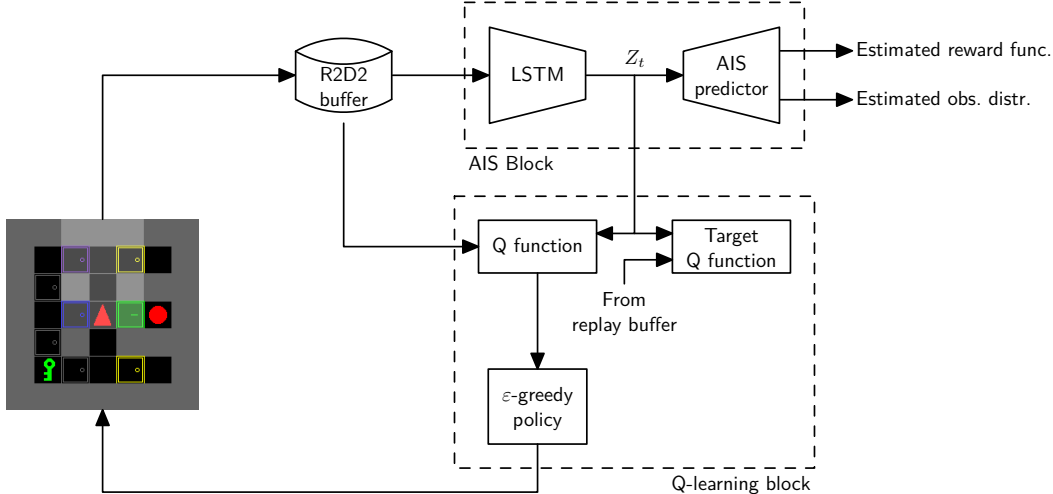 R2D2
buffer
LSTM
Z_t
AIS
predictor
Estimated reward func.
Estimated obs. distr.
AIS Block
Q function
Target
Q function
From
replay buffer
ε-greedy
policy
Q-learning block